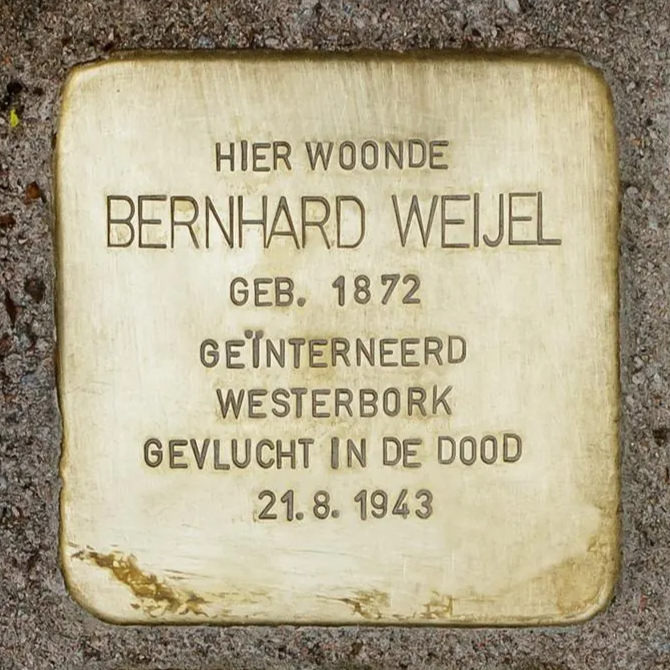 HIER WOONDE
BERNHARD WEIJEL
GEB. 1872
GEÏNTERNEERD
WESTERBORK
GEVLUCHT IN DE DOOD
21.8.1943